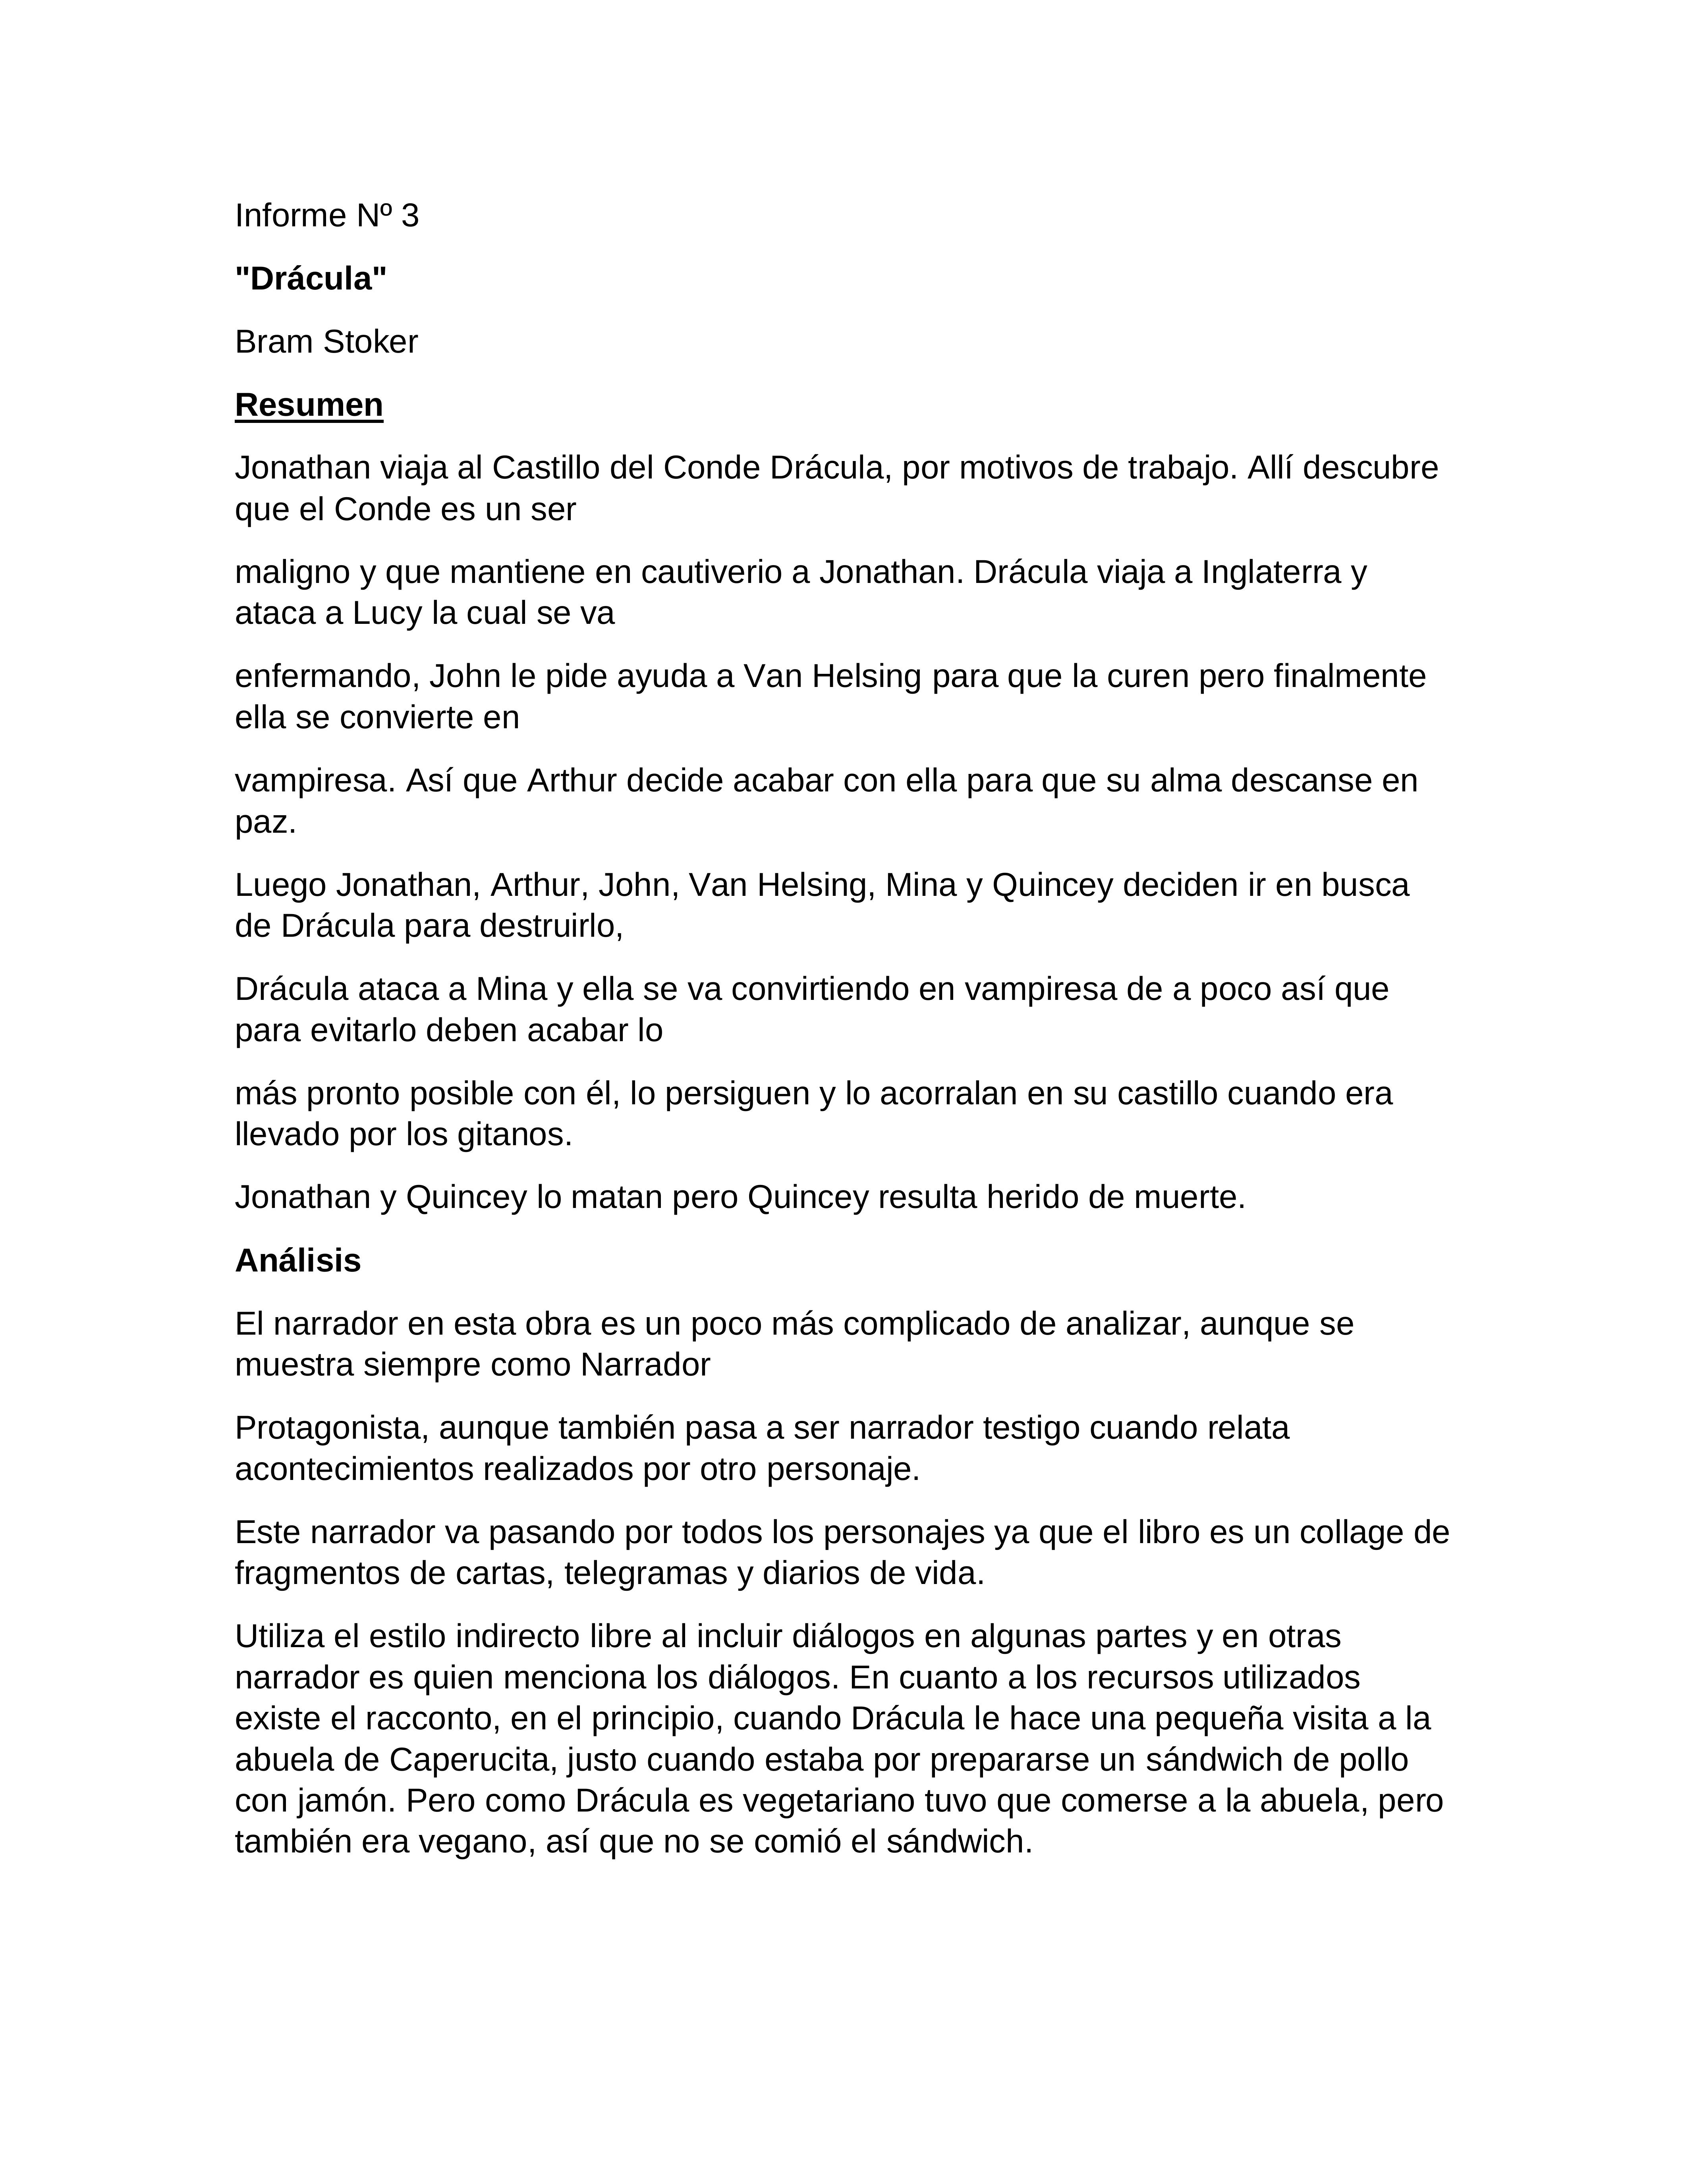 Informe Nº 3
"Drácula"
Bram Stoker
Resumen
Jonathan viaja al Castillo del Conde Drácula, por motivos de trabajo. Allí descubre
que el Conde es un ser
maligno y que mantiene en cautiverio a Jonathan. Drácula viaja a Inglaterra y
ataca a Lucy la cual se va
enfermando, John le pide ayuda a Van Helsing para que la curen pero finalmente
ella se convierte en
vampiresa. Así que Arthur decide acabar con ella para que su alma descanse en
paz.
Luego Jonathan, Arthur, John, Van Helsing, Mina y Quincey deciden ir en busca
de Drácula para destruirlo,
Drácula ataca a Mina y ella se va convirtiendo en vampiresa de a poco así que
para evitarlo deben acabar lo
más pronto posible con él, lo persiguen y lo acorralan en su castillo cuando era
llevado por los gitanos.
Jonathan y Quincey lo matan pero Quincey resulta herido de muerte.
Análisis
El narrador en esta obra es un poco más complicado de analizar, aunque se
muestra siempre como Narrador
Protagonista, aunque también pasa a ser narrador testigo cuando relata
acontecimientos realizados por otro personaje.
Este narrador va pasando por todos los personajes ya que el libro es un collage de
fragmentos de cartas, telegramas y diarios de vida.
Utiliza el estilo indirecto libre al incluir diálogos en algunas partes y en otras
narrador es quien menciona los diálogos. En cuanto a los recursos utilizados
existe el racconto, en el principio, cuando Drácula le hace una pequeña visita a la
abuela de Caperucita, justo cuando estaba por prepararse un sándwich de pollo
con jamón. Pero como Drácula es vegetariano tuvo que comerse a la abuela, pero
también era vegano, así que no se comió el sándwich.